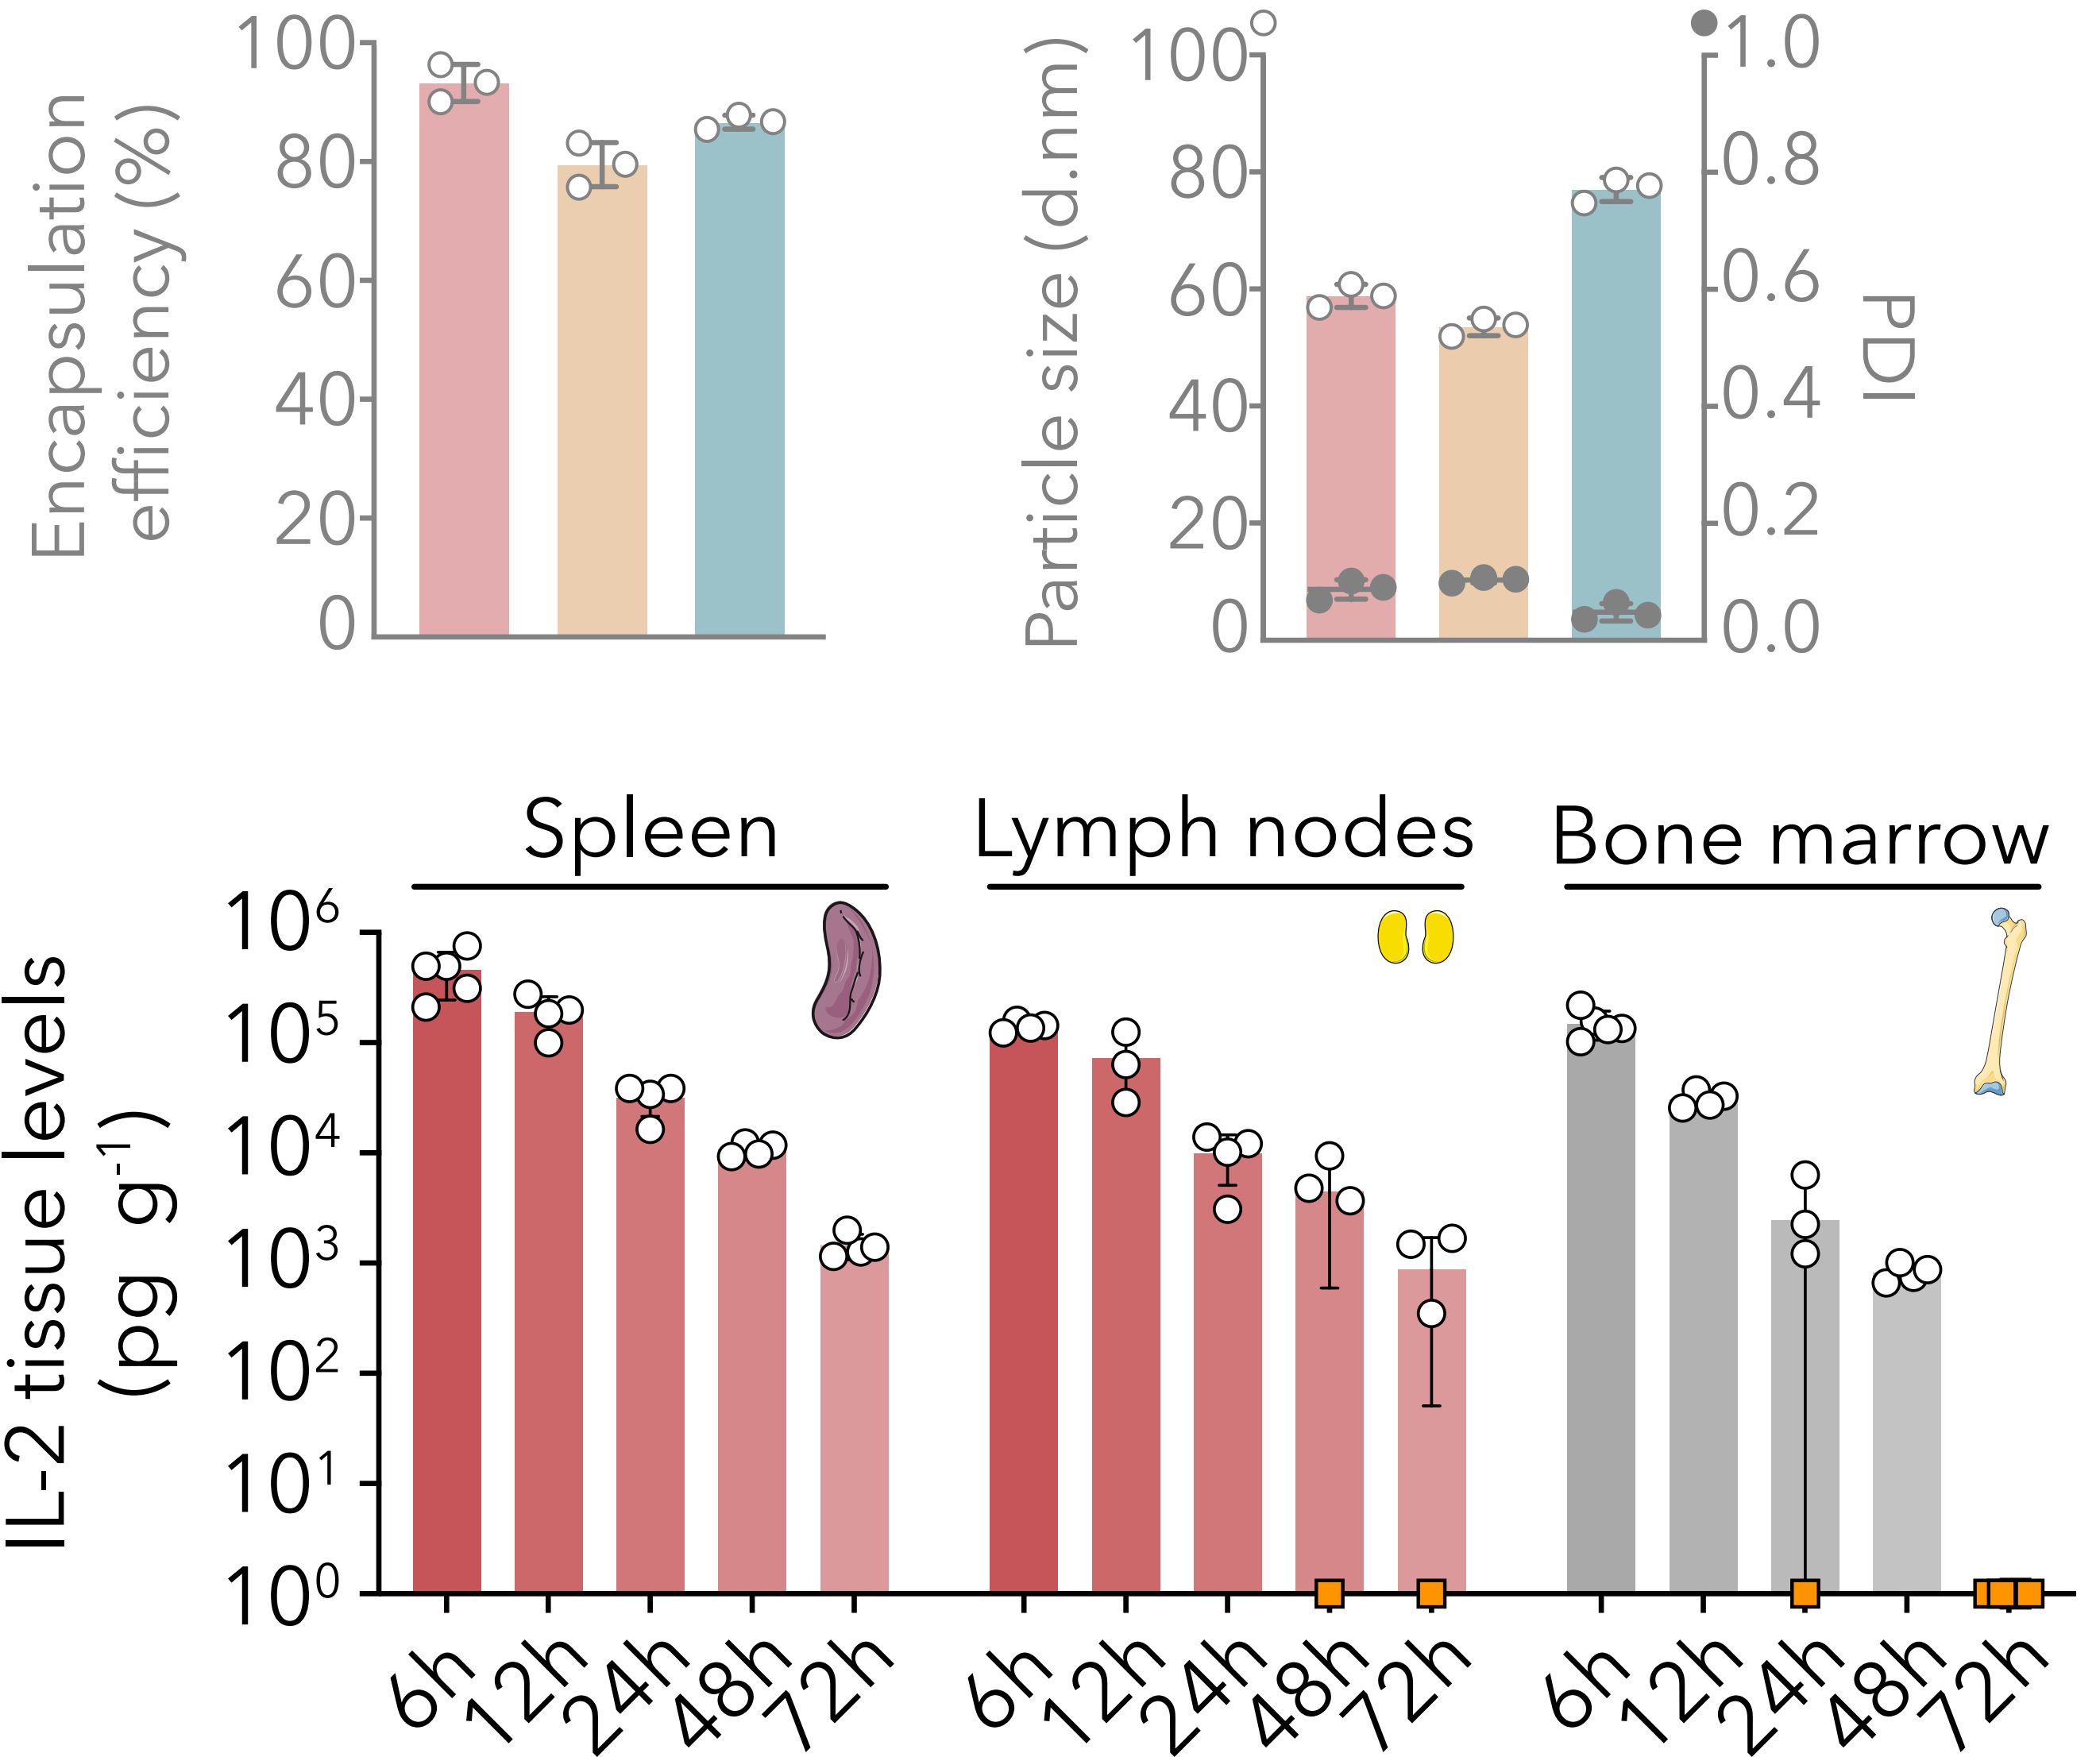 Encapsulation
efficiency (%)
100
80
60
40
20
0
Particle size (d.nm)
100
80
60
40
20
0
1.0
0.8
0.6
0.4
0.2
0.0
PDI
Spleen
Lymph nodes
Bone marrow
IL-2 tissue levels
(pg g⁻¹)
10⁶
10⁵
10⁴
10³
10²
10¹
10⁰
6h 12h 24h 48h 72h
6h 12h 24h 48h 72h
6h 12h 24h 48h 72h